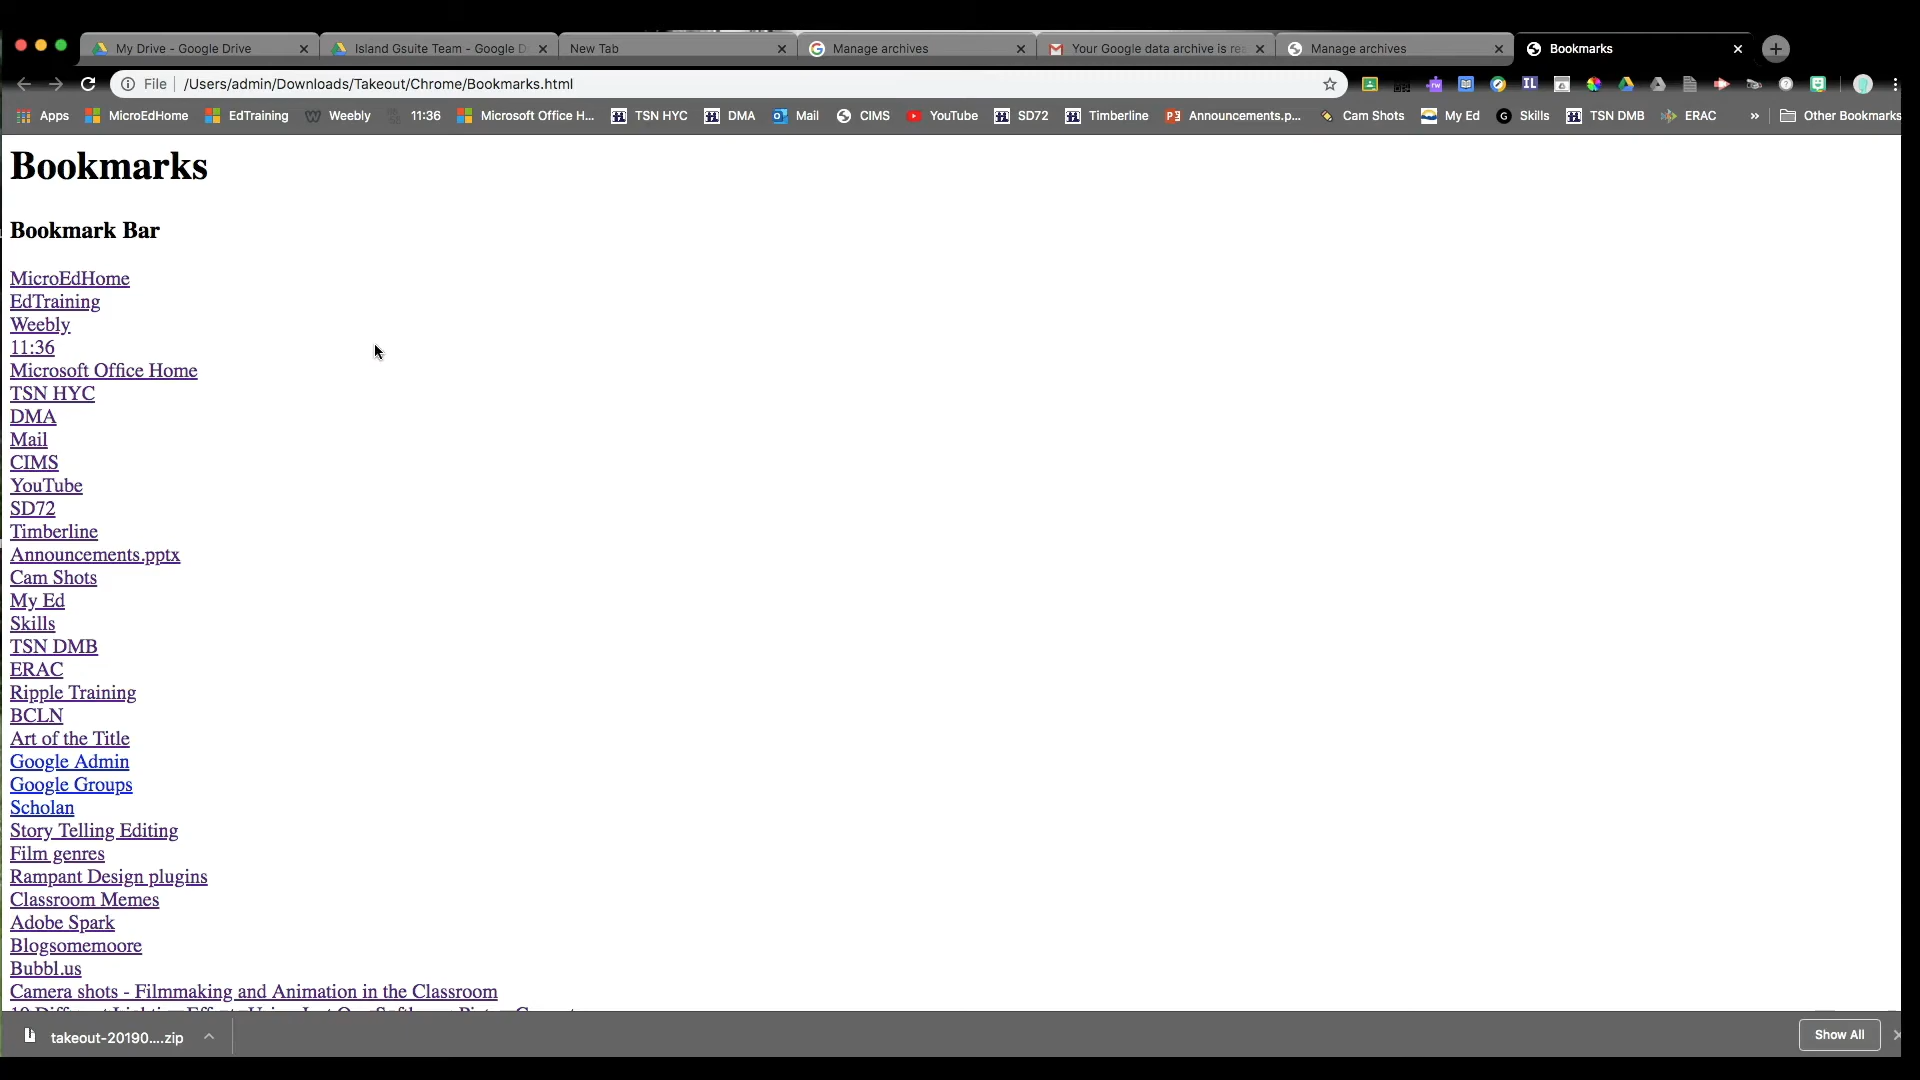 My Drive - Google Drive
Island Gsuite Team - Google D
New Tab
Manage archives
Your Google data archive is rea
Manage archives
Bookmarks
File /Users/admin/Downloads/Takeout/Chrome/Bookmarks.html
Apps MicroEdHome EdTraining Weebly 11:36 Microsoft Office H... TSN HYC DMA Mail CIMS YouTube SD72 Timberline Announcements.p... Cam Shots My Ed Skills TSN DMB ERAC » Other Bookmarks
Bookmarks
Bookmark Bar
MicroEdHome
EdTraining
Weebly
11:36
Microsoft Office Home
TSN HYC
DMA
Mail
CIMS
YouTube
SD72
Timberline
Announcements.pptx
Cam Shots
My Ed
Skills
TSN DMB
ERAC
Ripple Training
BCLN
Art of the Title
Google Admin
Google Groups
Scholan
Story Telling Editing
Film genres
Rampant Design plugins
Classroom Memes
Adobe Spark
Blogsomemoore
Bubbl.us
Camera shots - Filmmaking and Animation in the Classroom
takeout-20190....zip
Show All